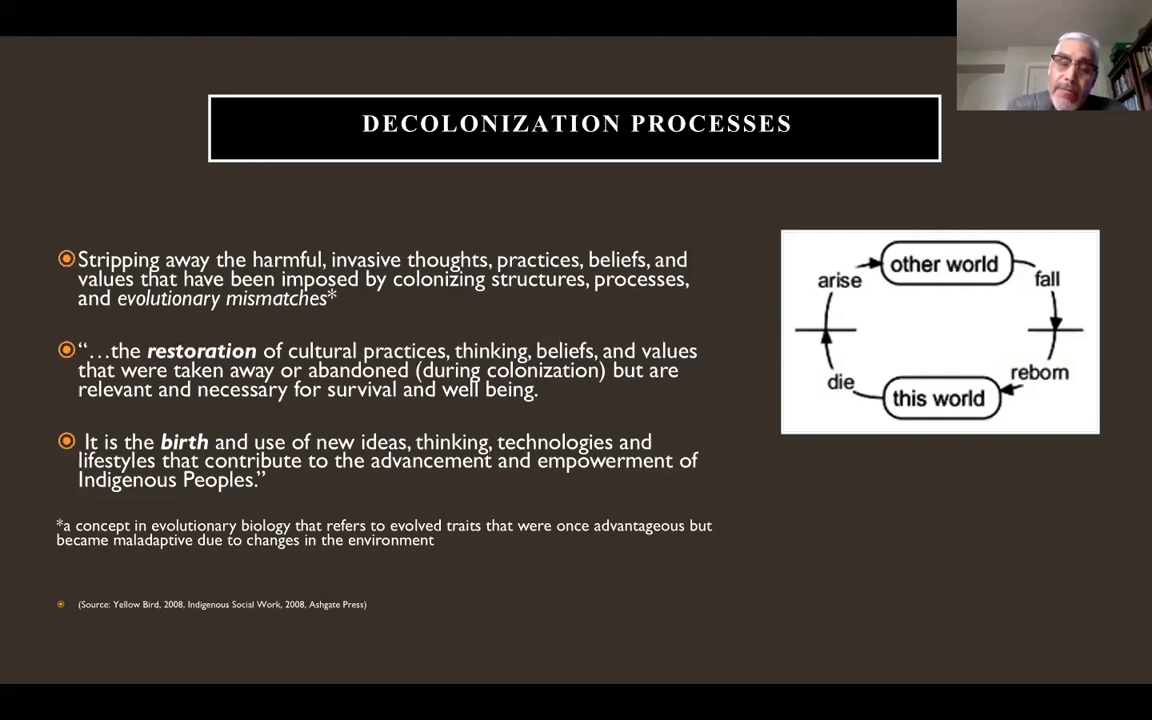 DECOLONIZATION PROCESSES
Stripping away the harmful, invasive thoughts, practices, beliefs, and
values that have been imposed by colonizing structures, processes,
and evolutionary mismatches*
“…the restoration of cultural practices, thinking, beliefs, and values
that were taken away or abandoned (during colonization) but are
relevant and necessary for survival and well being.
It is the birth and use of new ideas, thinking, technologies and
lifestyles that contribute to the advancement and empowerment of
Indigenous Peoples.”
*a concept in evolutionary biology that refers to evolved traits that were once advantageous but
became maladaptive due to changes in the environment
(Source: Yellow Bird, 2008, Indigenous Social Work, 2008, Ashgate Press)
other world
arise
fall
reborn
die
this world